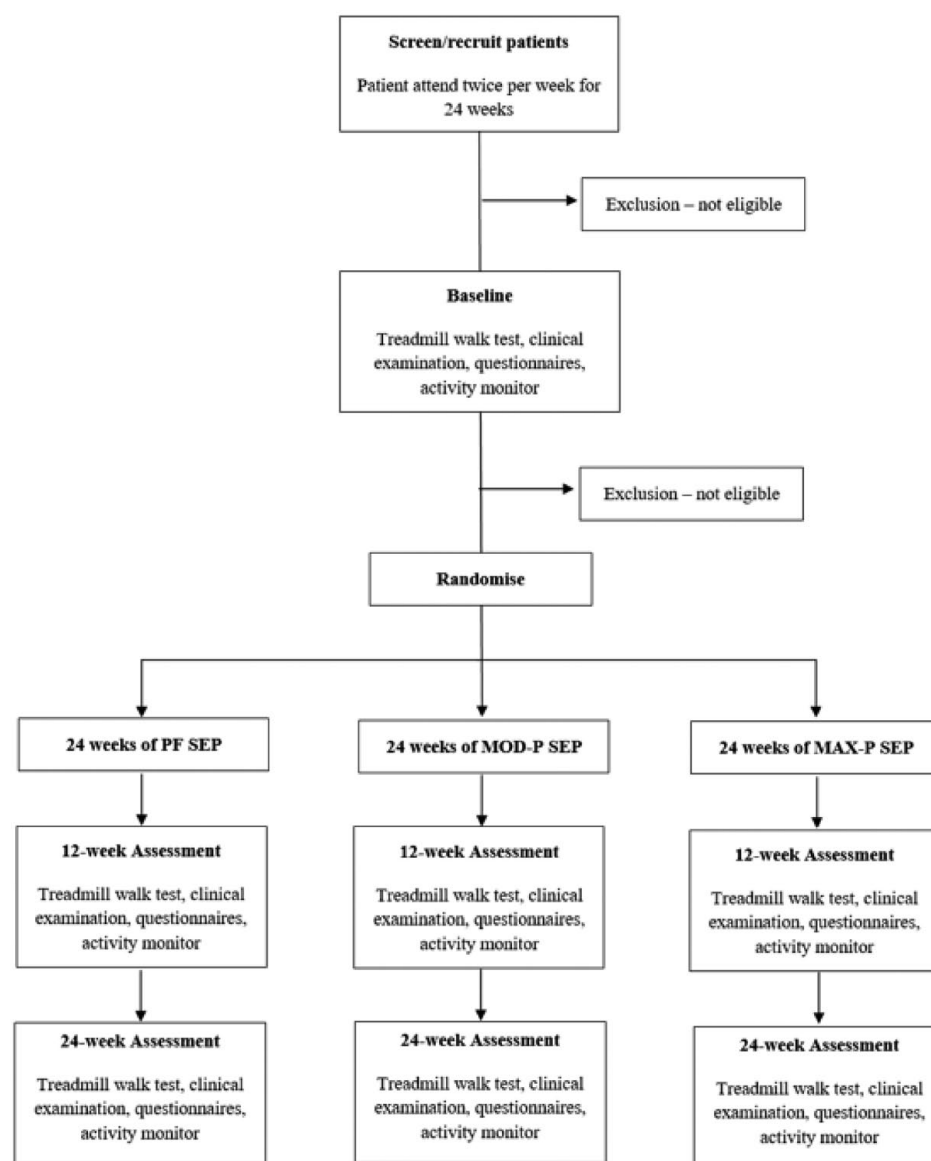 Screen/recruit patients
Patient attend twice per week for
24 weeks
Exclusion – not eligible
Baseline
Treadmill walk test, clinical
examination, questionnaires,
activity monitor
Exclusion – not eligible
Randomise
24 weeks of PF SEP
24 weeks of MOD-P SEP
24 weeks of MAX-P SEP
12-week Assessment
Treadmill walk test, clinical
examination, questionnaires,
activity monitor
12-week Assessment
Treadmill walk test, clinical
examination, questionnaires,
activity monitor
12-week Assessment
Treadmill walk test, clinical
examination, questionnaires,
activity monitor
24-week Assessment
Treadmill walk test, clinical
examination, questionnaires,
activity monitor
24-week Assessment
Treadmill walk test, clinical
examination, questionnaires,
activity monitor
24-week Assessment
Treadmill walk test, clinical
examination, questionnaires,
activity monitor